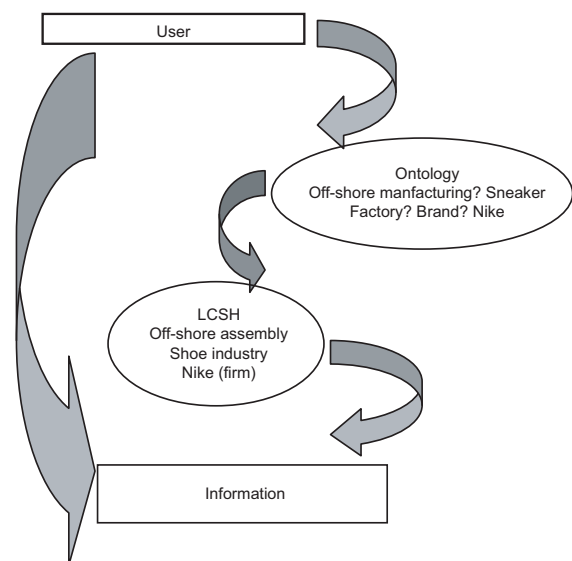 User
Ontology
Off-shore manfacturing? Sneaker
Factory? Brand? Nike
LCSH
Off-shore assembly
Shoe industry
Nike (firm)
Information